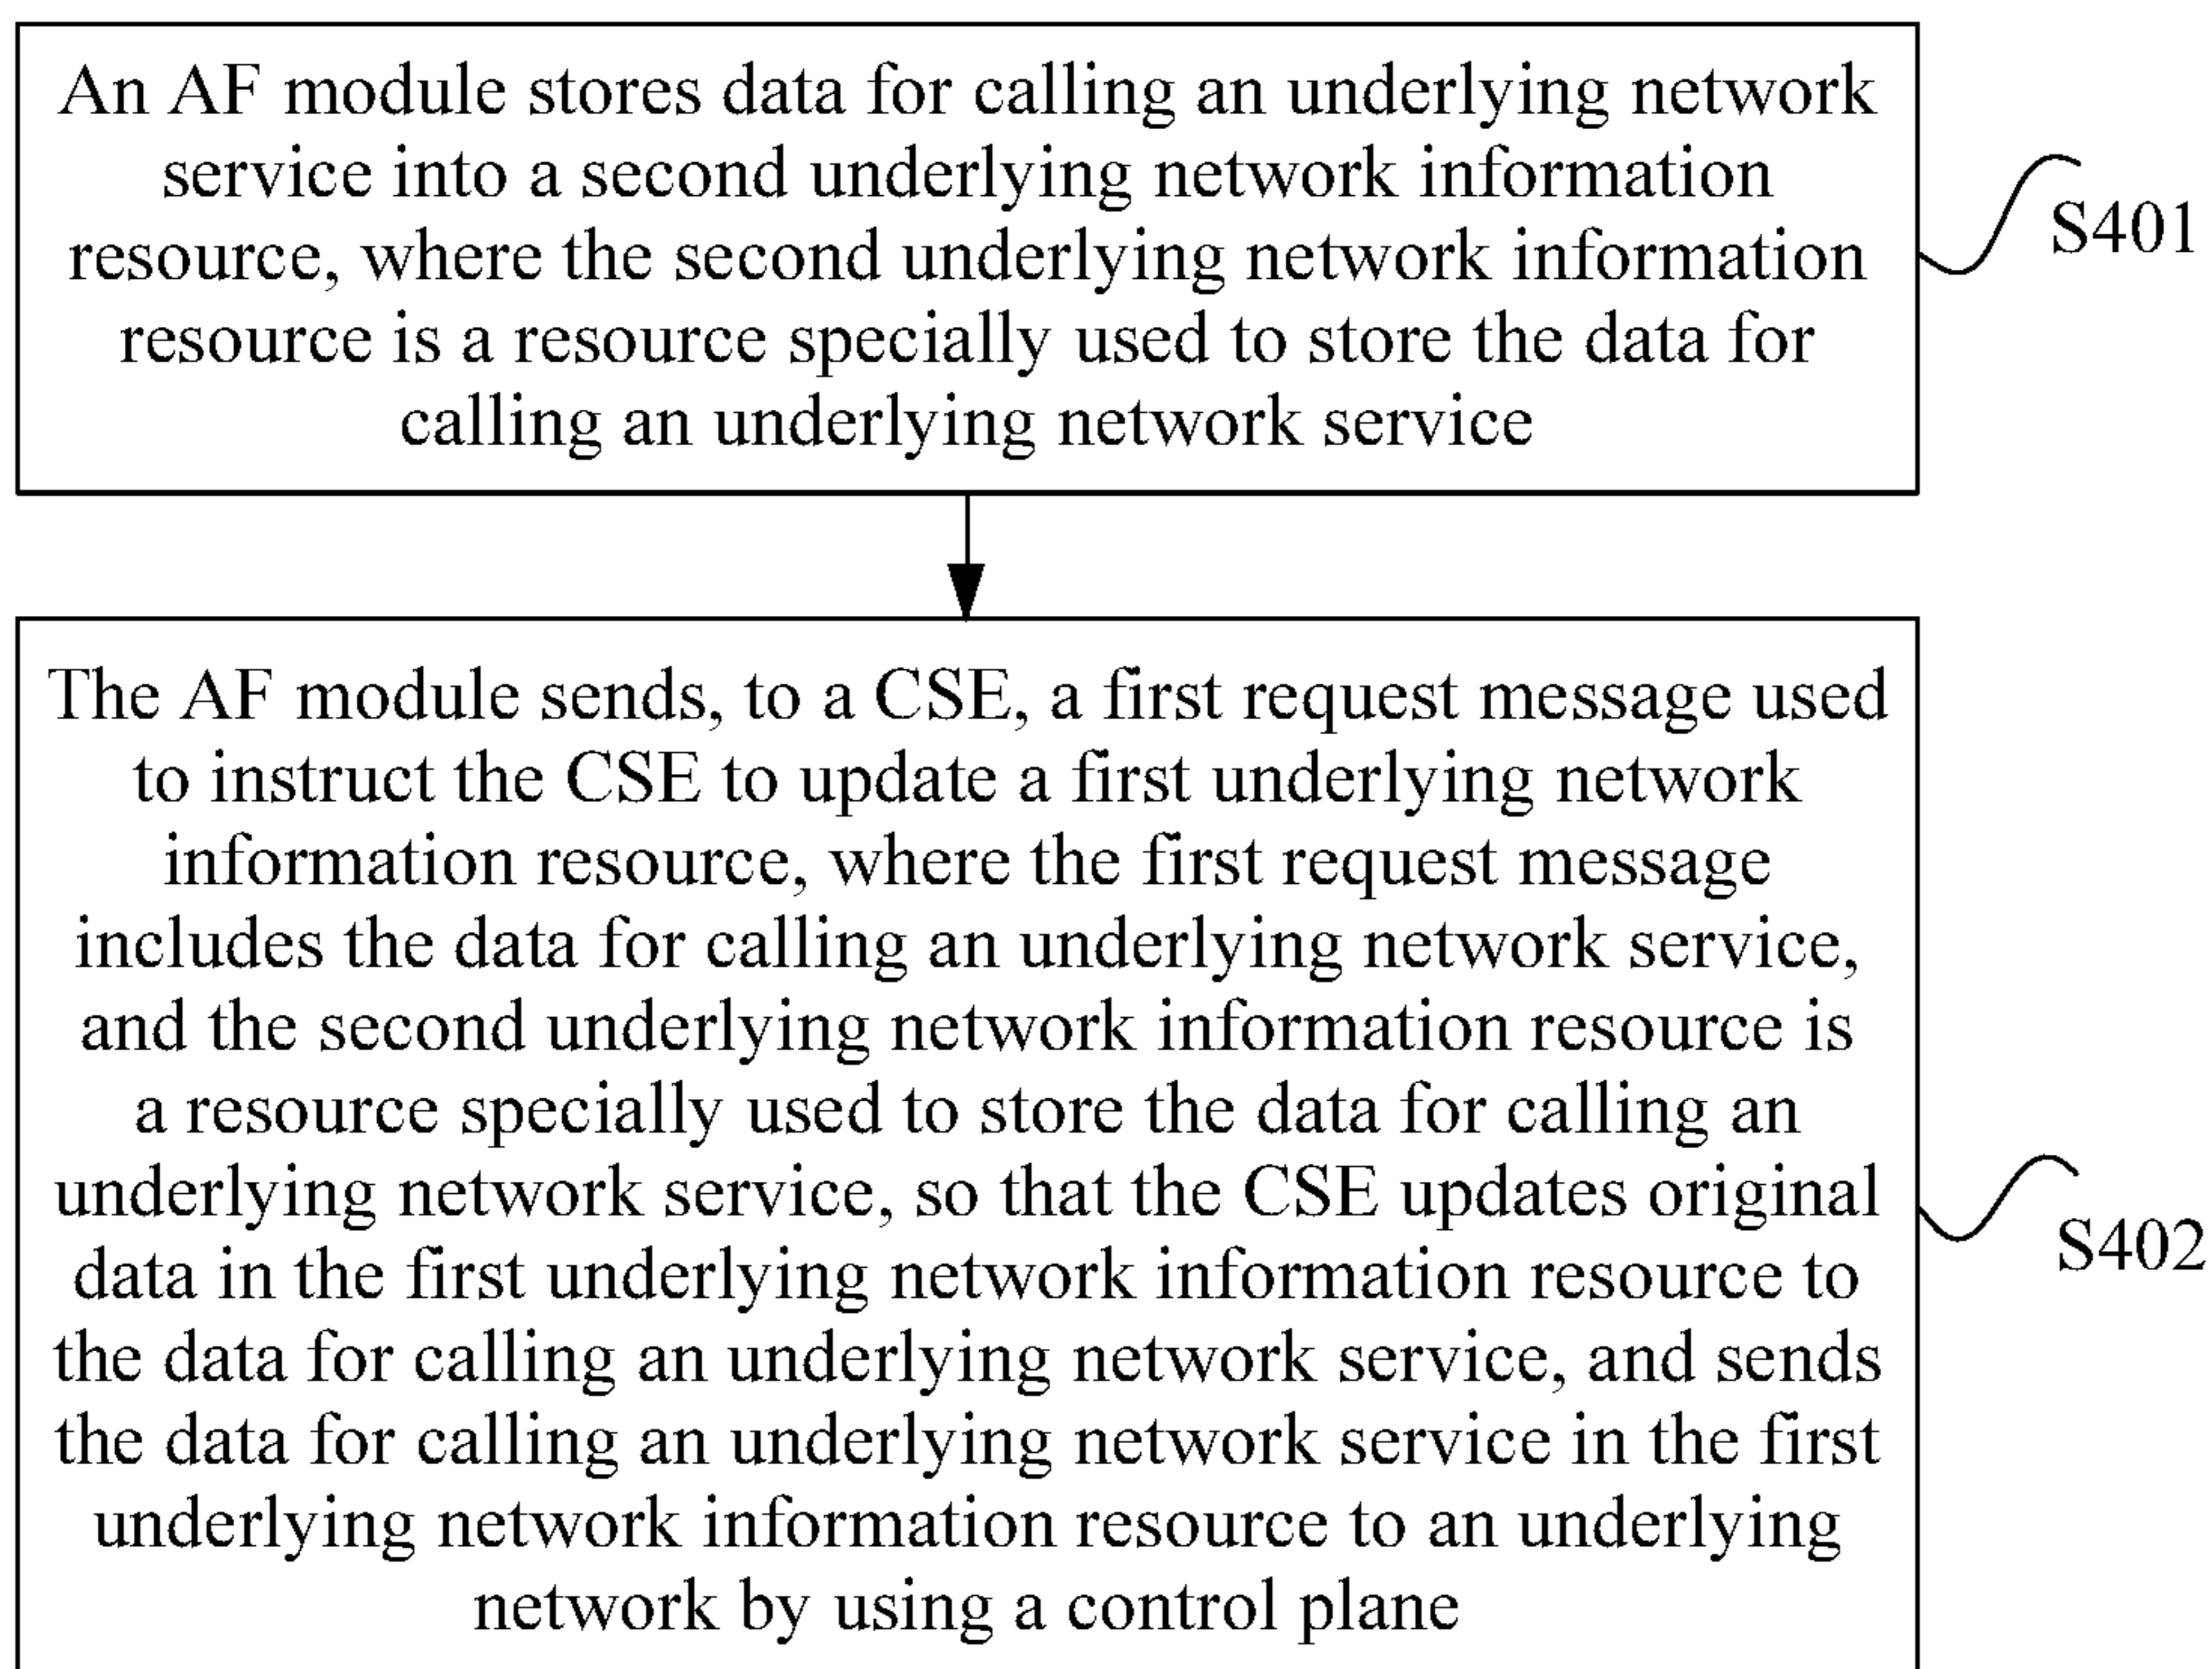 An AF module stores data for calling an underlying network
service into a second underlying network information
resource, where the second underlying network information
resource is a resource specially used to store the data for
calling an underlying network service
S401
The AF module sends, to a CSE, a first request message used
to instruct the CSE to update a first underlying network
information resource, where the first request message
includes the data for calling an underlying network service,
and the second underlying network information resource is
a resource specially used to store the data for calling an
underlying network service, so that the CSE updates original
data in the first underlying network information resource to
the data for calling an underlying network service, and sends
the data for calling an underlying network service in the first
underlying network information resource to an underlying
network by using a control plane
S402